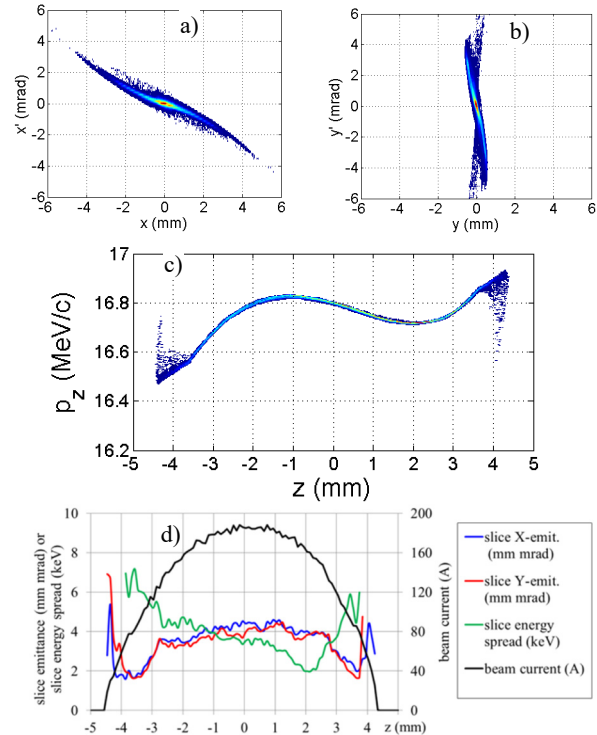 a)
6
4
2
0
-2
-4
-6
x' (mrad)
-6 -4 -2 0 2 4 6
x (mm)
b)
6
4
2
0
-2
-4
-6
y' (mrad)
-6 -4 -2 0 2 4 6
y (mm)
c)
17
16.8
16.6
16.4
16.2
p_z (MeV/c)
-5 -4 -3 -2 -1 0 1 2 3 4 5
z (mm)
d)
10
8
6
4
2
0
slice emittance (mm mrad) or
slice energy spread (keV)
200
160
120
80
40
0
beam current (A)
-5 -4 -3 -2 -1 0 1 2 3 4 z (mm)
slice X-emit.
(mm mrad)
slice Y-emit.
(mm mrad)
slice energy
spread (keV)
beam current (A)